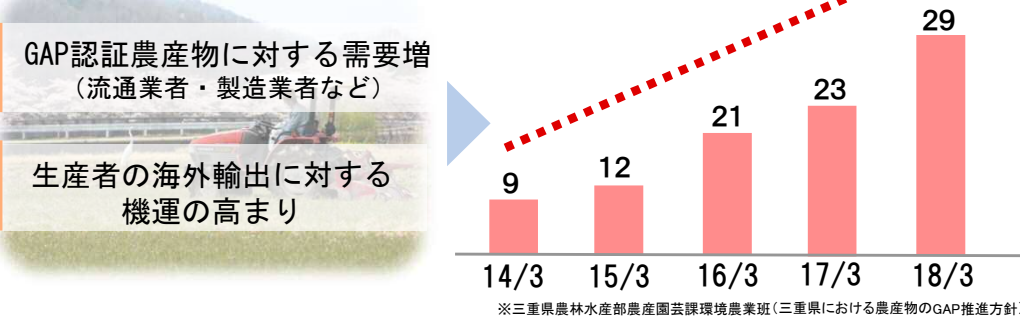 GAP認証農産物に対する需要増
（流通業者・製造業者など）
生産者の海外輸出に対する
機運の高まり
9
12
21
23
29
14/3
15/3
16/3
17/3
18/3
※三重県農林水産部農産園芸課環境農業班（三重県における農産物のGAP推進方針）